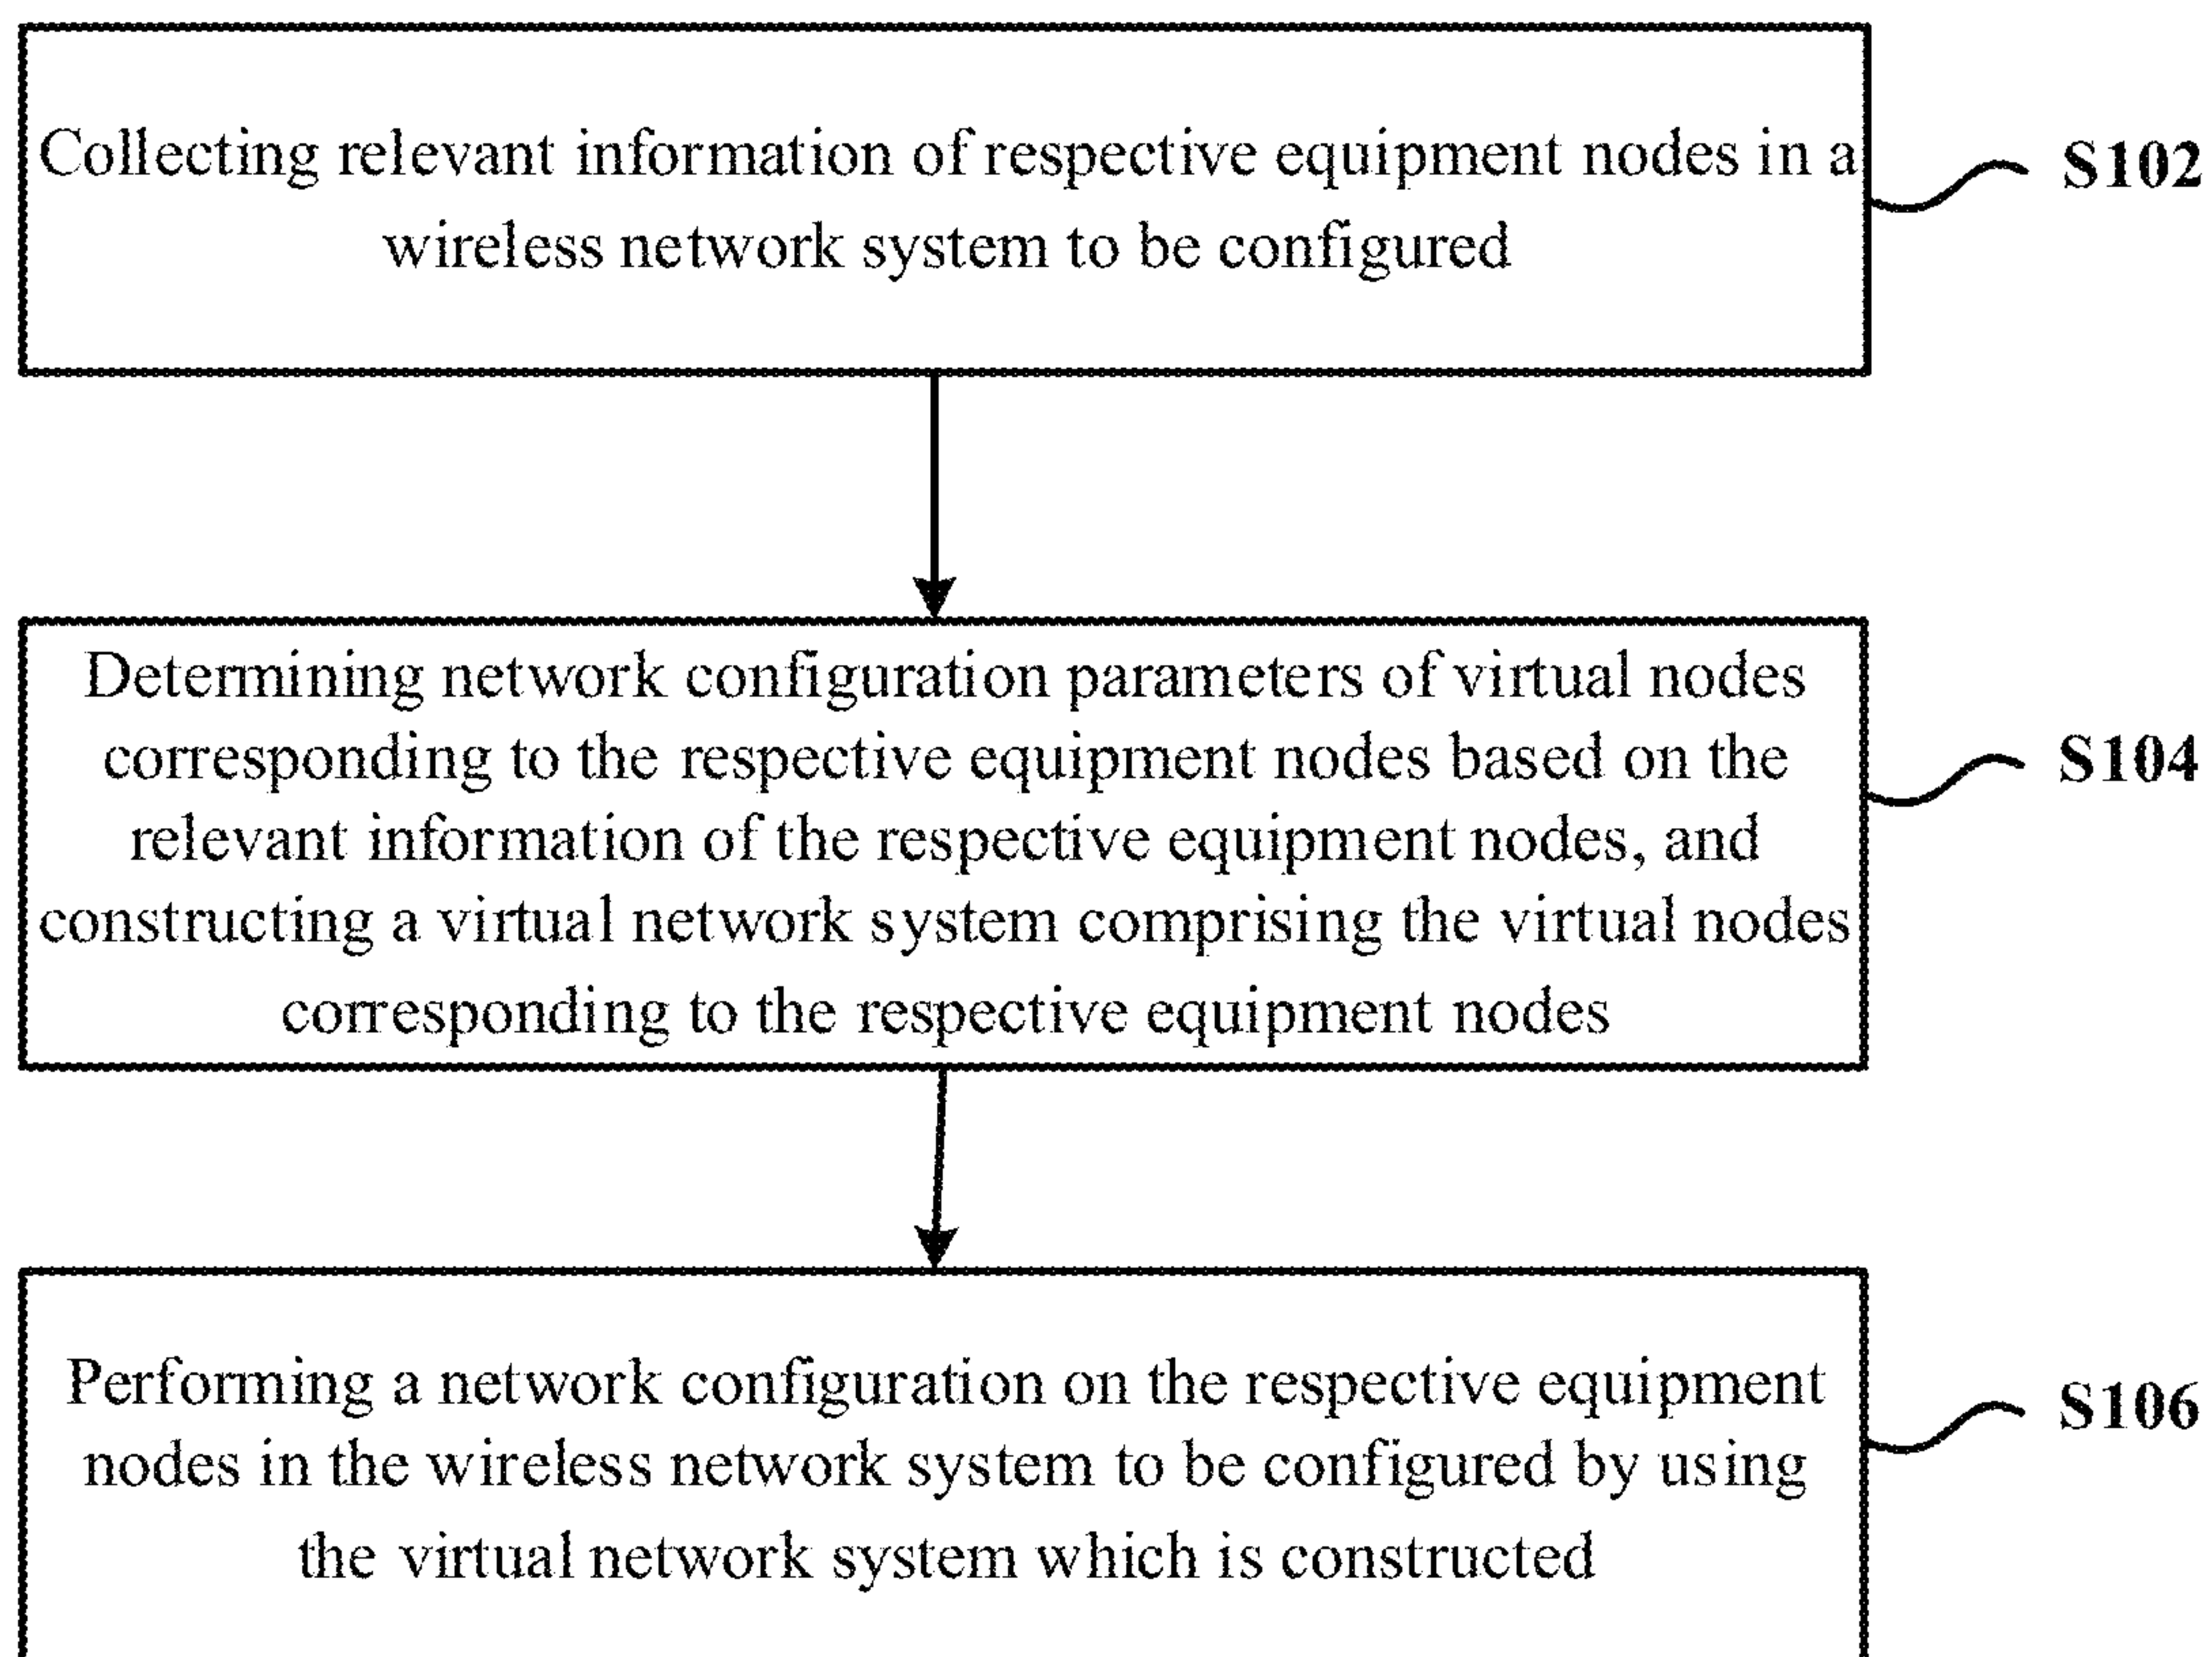 Collecting relevant information of respective equipment nodes in a
wireless network system to be configured
S102
Determining network configuration parameters of virtual nodes
corresponding to the respective equipment nodes based on the
relevant information of the respective equipment nodes, and
constructing a virtual network system comprising the virtual nodes
corresponding to the respective equipment nodes
S104
Performing a network configuration on the respective equipment
nodes in the wireless network system to be configured by using
the virtual network system which is constructed
S106